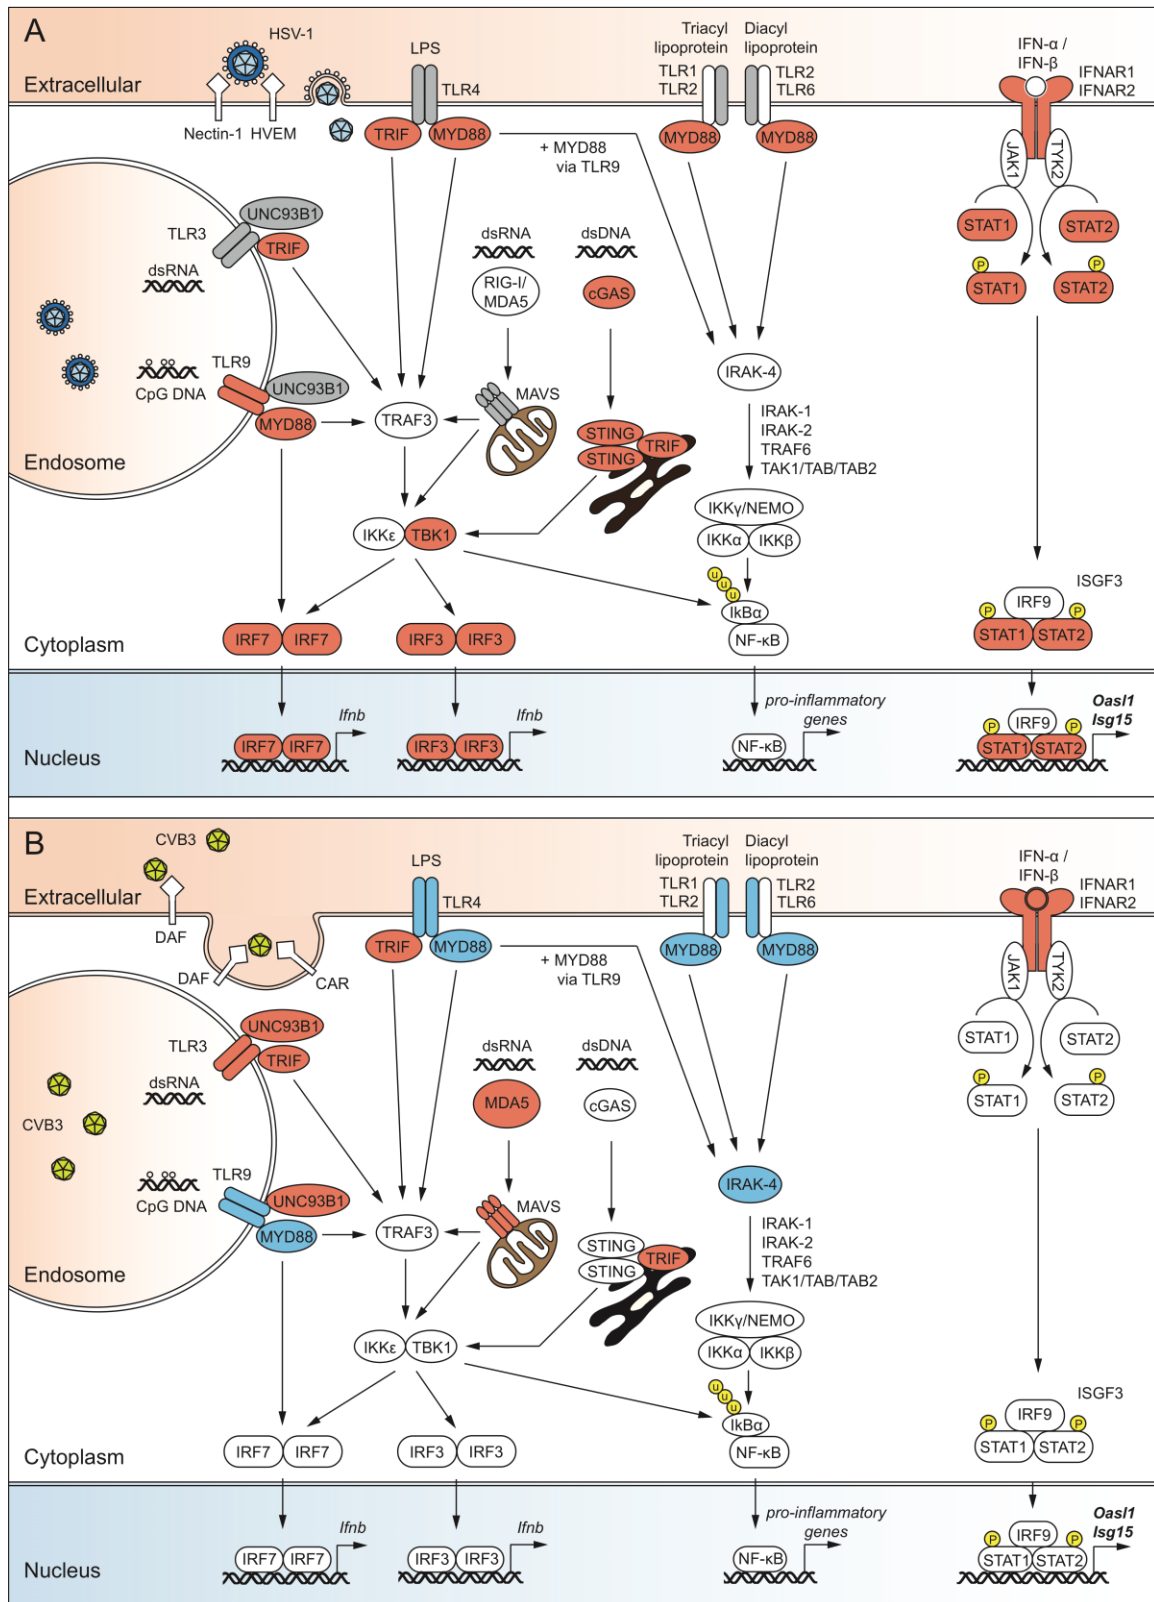 A
HSV-1
Extracellular
Nectin-1 HVEM
LPS
TLR4
TRIF
MYD88
+ MYD88
via TLR9
Triacyl
lipoprotein
TLR1
TLR2
MYD88
Diacyl
lipoprotein
TLR2
TLR6
MYD88
IFN-α /
IFN-β
IFNAR1
IFNAR2
JAK1
TYK2
STAT1
STAT2
P
P
STAT1
STAT2
UNC93B1
TLR3
TRIF
dsRNA
dsRNA
RIG-I/
MDA5
dsDNA
cGAS
TLR9
CpG DNA
UNC93B1
MYD88
Endosome
TRAF3
MAVS
STING
STING
TRIF
IRAK-4
IRAK-1
IRAK-2
TRAF6
TAK1/TAB/TAB2
IKKε
TBK1
IKKγ/NEMO
IKKα
IKKβ
u
u
u
IkBα
NF-κB
ISGF3
P
IRF9
P
STAT1
STAT2
Cytoplasm
IRF7
IRF7
IRF3
IRF3
Nucleus
Ifnb
IRF7
IRF7
Ifnb
IRF3
IRF3
pro-inflammatory
genes
NF-κB
Oasl1
Isg15
P
IRF9
P
STAT1
STAT2
B
CVB3
Extracellular
DAF
DAF
CAR
LPS
TLR4
TRIF
MYD88
+ MYD88
via TLR9
Triacyl
lipoprotein
TLR1
TLR2
MYD88
Diacyl
lipoprotein
TLR2
TLR6
MYD88
IFN-α /
IFN-β
IFNAR1
IFNAR2
JAK1
TYK2
STAT1
STAT2
P
P
STAT1
STAT2
UNC93B1
TLR3
TRIF
dsRNA
CVB3
dsRNA
MDA5
dsDNA
cGAS
TLR9
CpG DNA
UNC93B1
MYD88
Endosome
TRAF3
MAVS
STING
STING
TRIF
IRAK-4
IRAK-1
IRAK-2
TRAF6
TAK1/TAB/TAB2
IKKε
TBK1
IKKγ/NEMO
IKKα
IKKβ
u
u
u
IkBα
NF-κB
ISGF3
P
IRF9
P
STAT1
STAT2
Cytoplasm
IRF7
IRF7
IRF3
IRF3
Nucleus
Ifnb
IRF7
IRF7
Ifnb
IRF3
IRF3
pro-inflammatory
genes
NF-κB
Oasl1
Isg15
P
IRF9
P
STAT1
STAT2